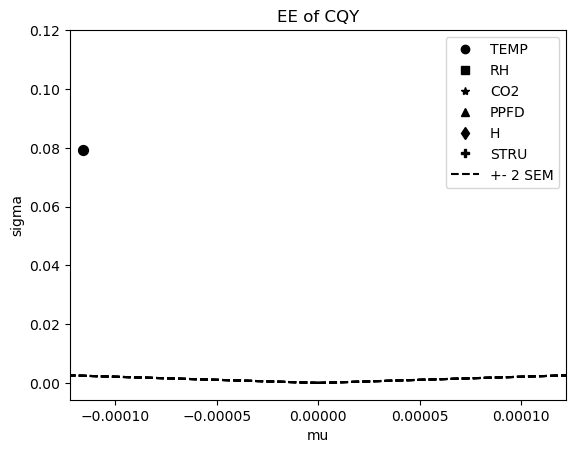 EE of CQY
0.12
0.10
0.08
0.06
0.04
0.02
0.00
sigma
TEMP
RH
CO2
PPFD
H
STRU
+- 2 SEM
−0.00010
−0.00005
0.00000
0.00005
0.00010
mu